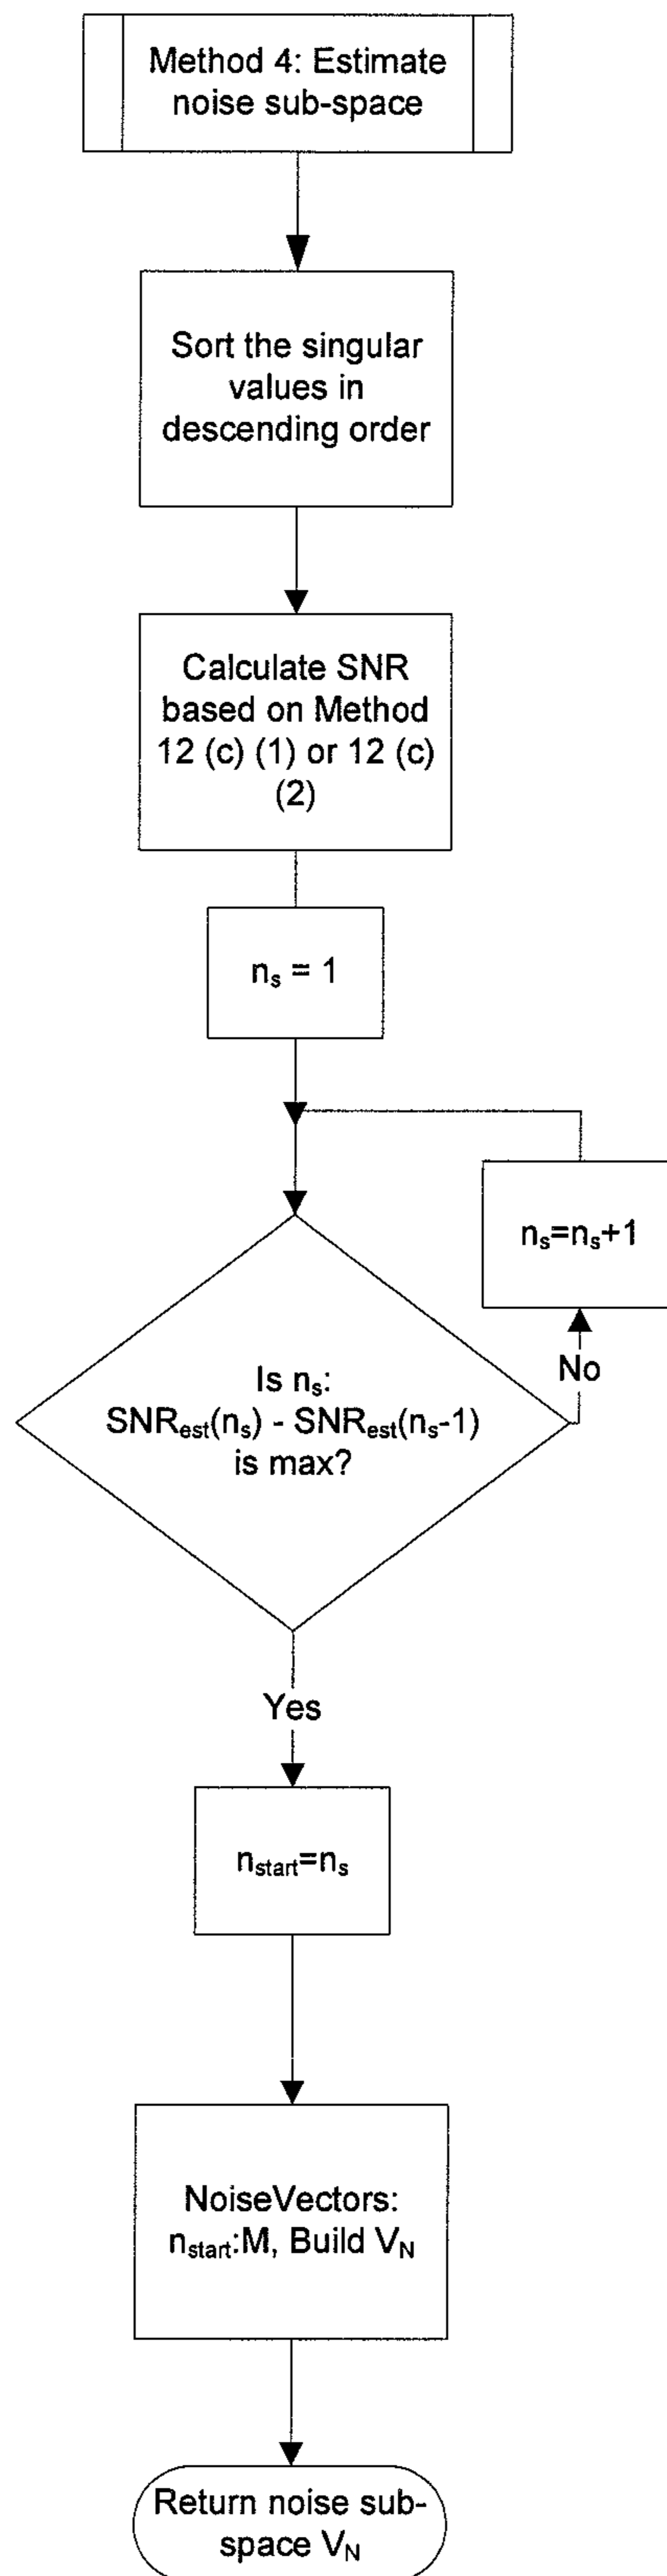 Method 4: Estimate
noise sub-space
Sort the singular
values in
descending order
Calculate SNR
based on Method
12 (c) (1) or 12 (c)
(2)
nₛ = 1
nₛ=nₛ+1
No
Is nₛ:
SNRₑₛₜ(nₛ) - SNRₑₛₜ(nₛ-1)
is max?
Yes
nₛₜₐᵣₜ=nₛ
NoiseVectors:
nₛₜₐᵣₜ:M, Build V_N
Return noise sub-
space V_N